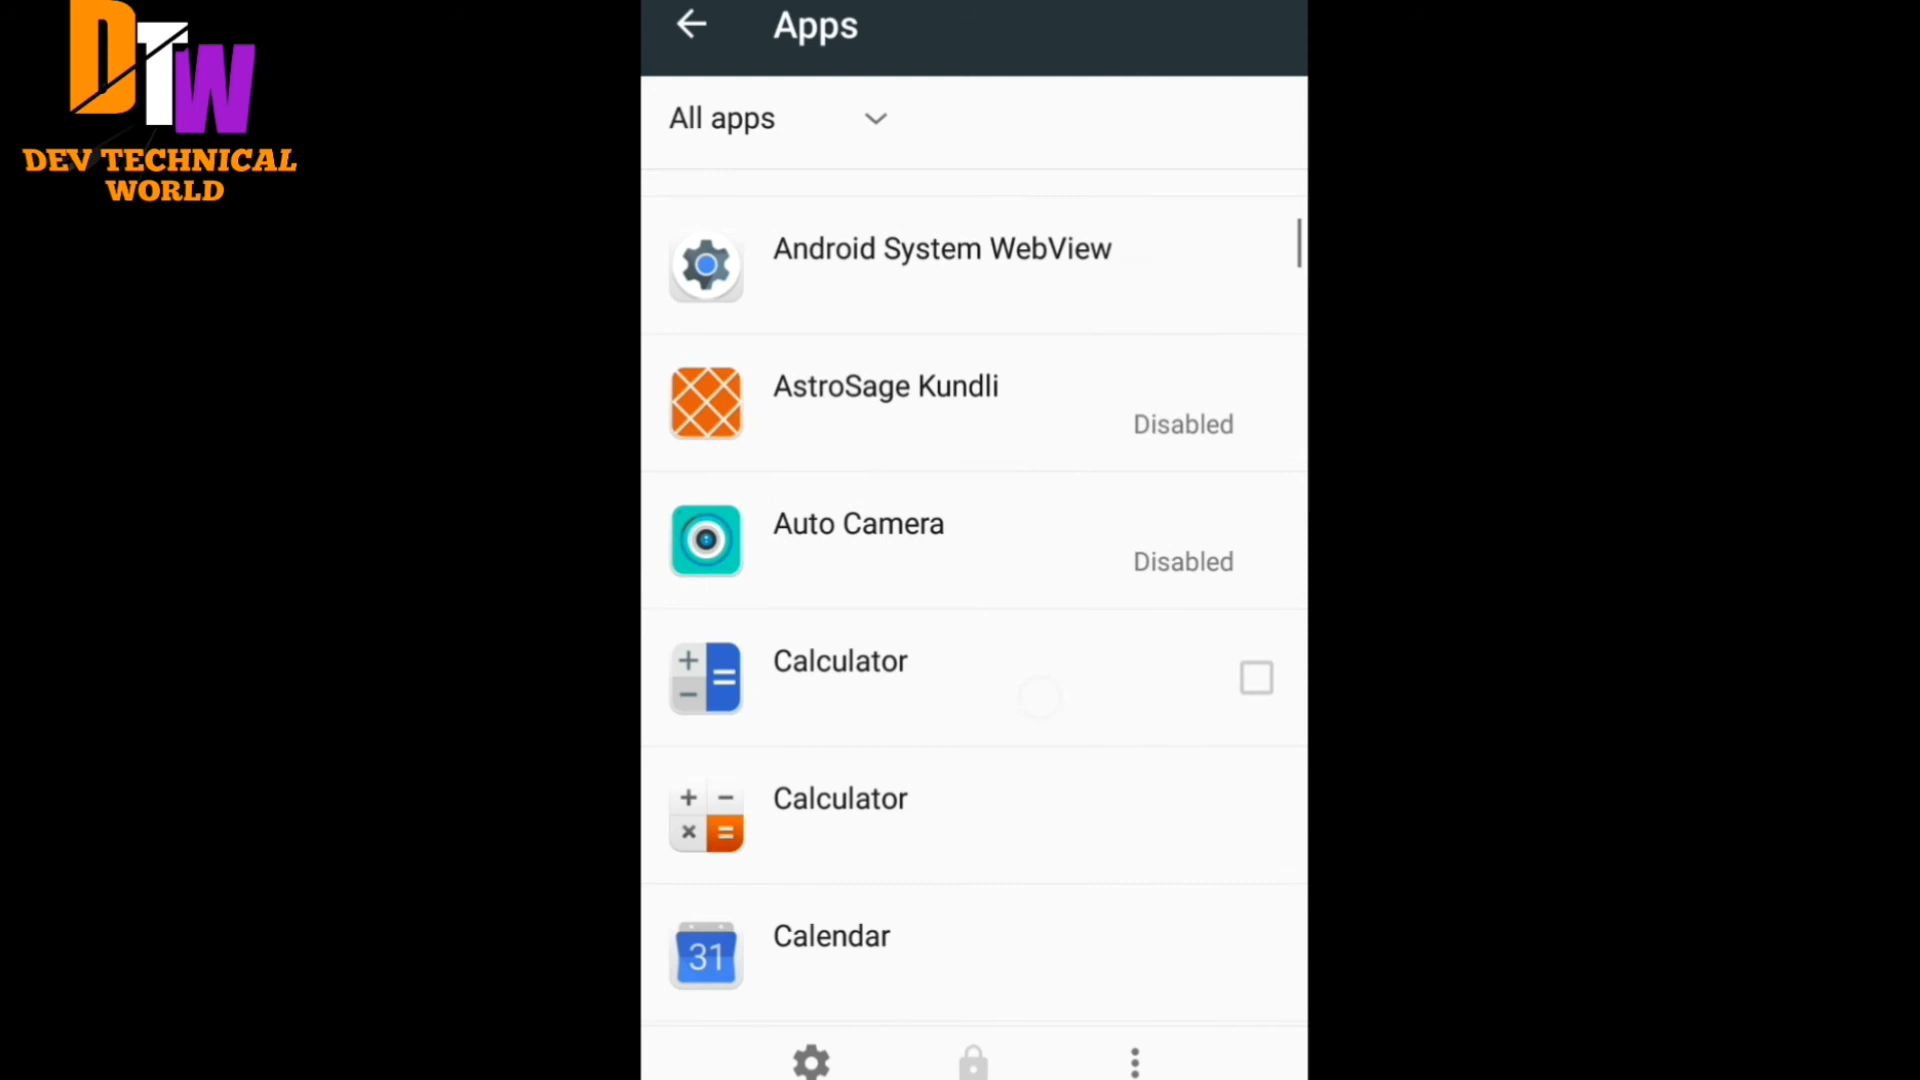 DTW
DEV TECHNICAL
WORLD
Apps
All apps
Android System WebView
AstroSage Kundli
Disabled
Auto Camera
Disabled
Calculator
Calculator
Calendar
31